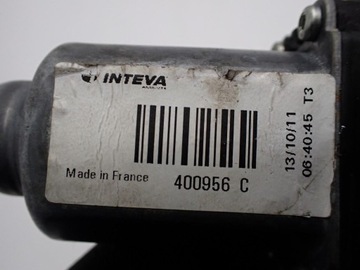 INTEVA
Made in France
400956 C
13/10/11
06:40:45 T3